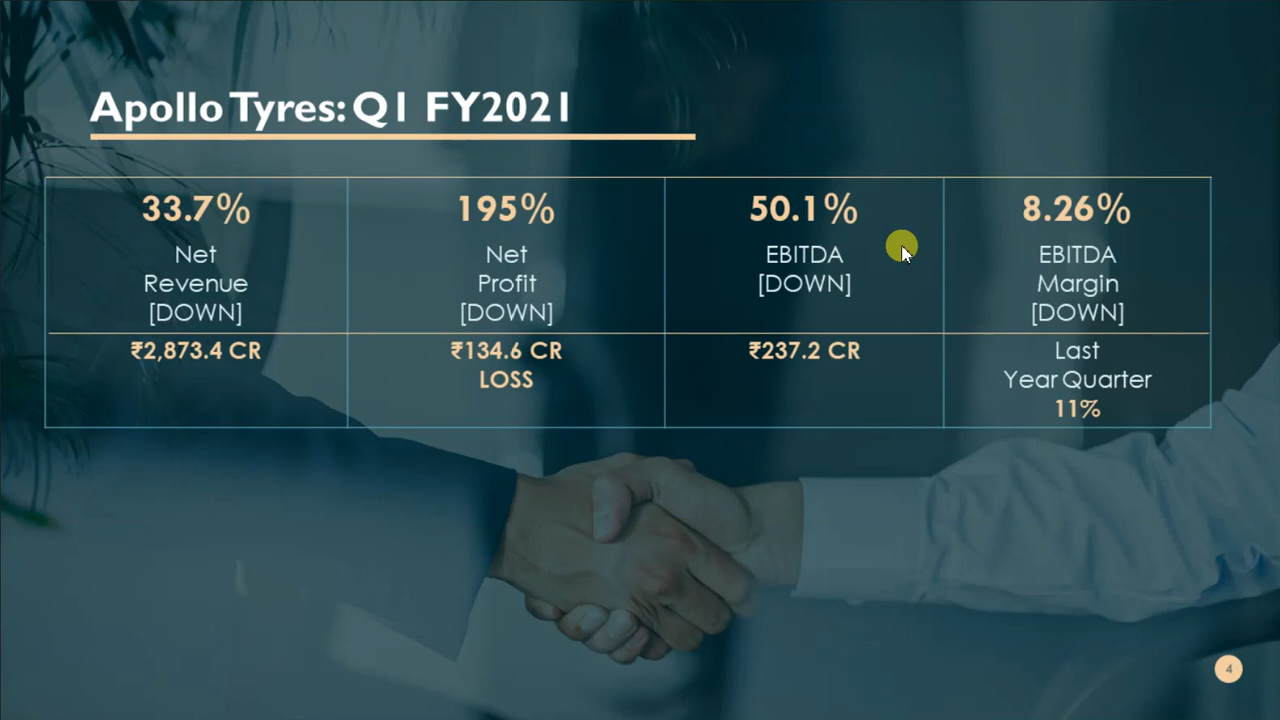 Apollo Tyres: Q1 FY2021
33.7%
Net
Revenue
[DOWN]
195%
Net
Profit
[DOWN]
50.1%
EBITDA
[DOWN]
8.26%
EBITDA
Margin
[DOWN]
₹2,873.4 CR
₹134.6 CR
LOSS
₹237.2 CR
Last
Year Quarter
11%
4